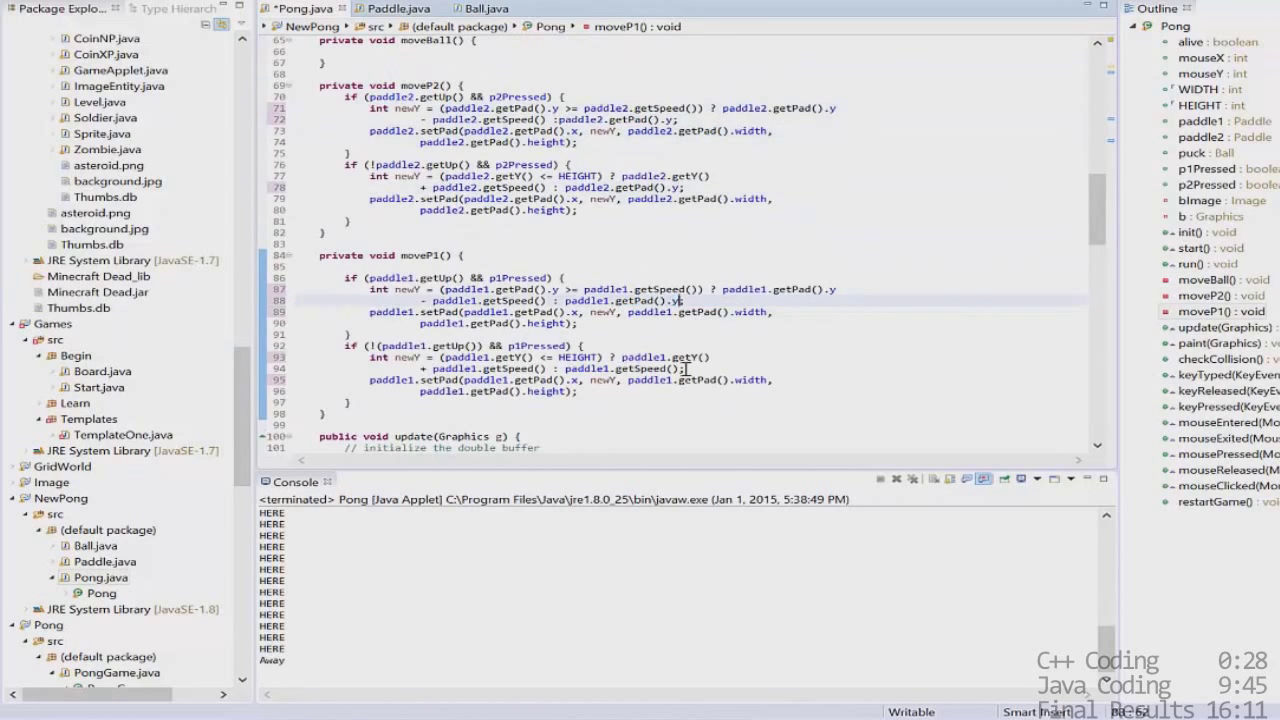 Package Explo...
Type Hierarch
CoinNP.java
CoinXP.java
GameApplet.java
ImageEntity.java
Level.java
Soldier.java
Sprite.java
Zombie.java
asteroid.png
background.jpg
Thumbs.db
asteroid.png
background.jpg
Thumbs.db
JRE System Library [JavaSE-1.7]
Minecraft Dead_lib
Minecraft Dead.jar
Thumbs.db
Games
src
Begin
Board.java
Start.java
Learn
Templates
TemplateOne.java
JRE System Library [JavaSE-1.7]
GridWorld
Image
NewPong
src
(default package)
Ball.java
Paddle.java
Pong.java
Pong
JRE System Library [JavaSE-1.8]
Pong
src
(default package)
PongGame.java
*Pong.java
Paddle.java
Ball.java
NewPong
src
(default package)
Pong
moveP1() : void
65 private void moveBall() {
66
67 }
68
69 private void moveP2() {
70 if (paddle2.getUp() && p2Pressed) {
71 int newY = (paddle2.getPad().y >= paddle2.getSpeed()) ? paddle2.getPad().y
72 - paddle2.getSpeed() :paddle2.getPad().y;
73 paddle2.setPad(paddle2.getPad().x, newY, paddle2.getPad().width,
74 paddle2.getPad().height);
75 }
76 if (!paddle2.getUp() && p2Pressed) {
77 int newY = (paddle2.getY() <= HEIGHT) ? paddle2.getY()
78 + paddle2.getSpeed() : paddle2.getPad().y;
79 paddle2.setPad(paddle2.getPad().x, newY, paddle2.getPad().width,
80 paddle2.getPad().height);
81 }
82 }
83
84 private void moveP1() {
85
86 if (paddle1.getUp() && p1Pressed) {
87 int newY = (paddle1.getPad().y >= paddle1.getSpeed()) ? paddle1.getPad().y
88 - paddle1.getSpeed() : paddle1.getPad().y;
89 paddle1.setPad(paddle1.getPad().x, newY, paddle1.getPad().width,
90 paddle1.getPad().height);
91 }
92 if (!(paddle1.getUp()) && p1Pressed) {
93 int newY = (paddle1.getY() <= HEIGHT) ? paddle1.getY()
94 + paddle1.getSpeed() : paddle1.getSpeed();
95 paddle1.setPad(paddle1.getPad().x, newY, paddle1.getPad().width,
96 paddle1.getPad().height);
97 }
98 }
99
100 public void update(Graphics g) {
101 // initialize the double buffer
Console
<terminated> Pong [Java Applet] C:\Program Files\Java\jre1.8.0_25\bin\javaw.exe (Jan 1, 2015, 5:38:49 PM)
HERE
HERE
HERE
HERE
HERE
HERE
HERE
HERE
HERE
HERE
HERE
HERE
HERE
Away
Outline
Pong
alive : boolean
mouseX : int
mouseY : int
WIDTH : int
HEIGHT : int
paddle1 : Paddle
paddle2 : Paddle
puck : Ball
p1Pressed : boolean
p2Pressed : boolean
bImage : Image
b : Graphics
init() : void
start() : void
run() : void
moveBall() : void
moveP2() : void
moveP1() : void
update(Graphics) :
paint(Graphics) : v
checkCollision() : v
keyTyped(KeyEven
keyReleased(KeyE
keyPressed(KeyEve
mouseEntered(Mo
mouseExited(Mou
mousePressed(Mo
mouseReleased(M
mouseClicked(Mou
restartGame() : voi
C++ Coding 0:28
Java Coding 9:45
Final Results 16:11
Writable
Smart Insert